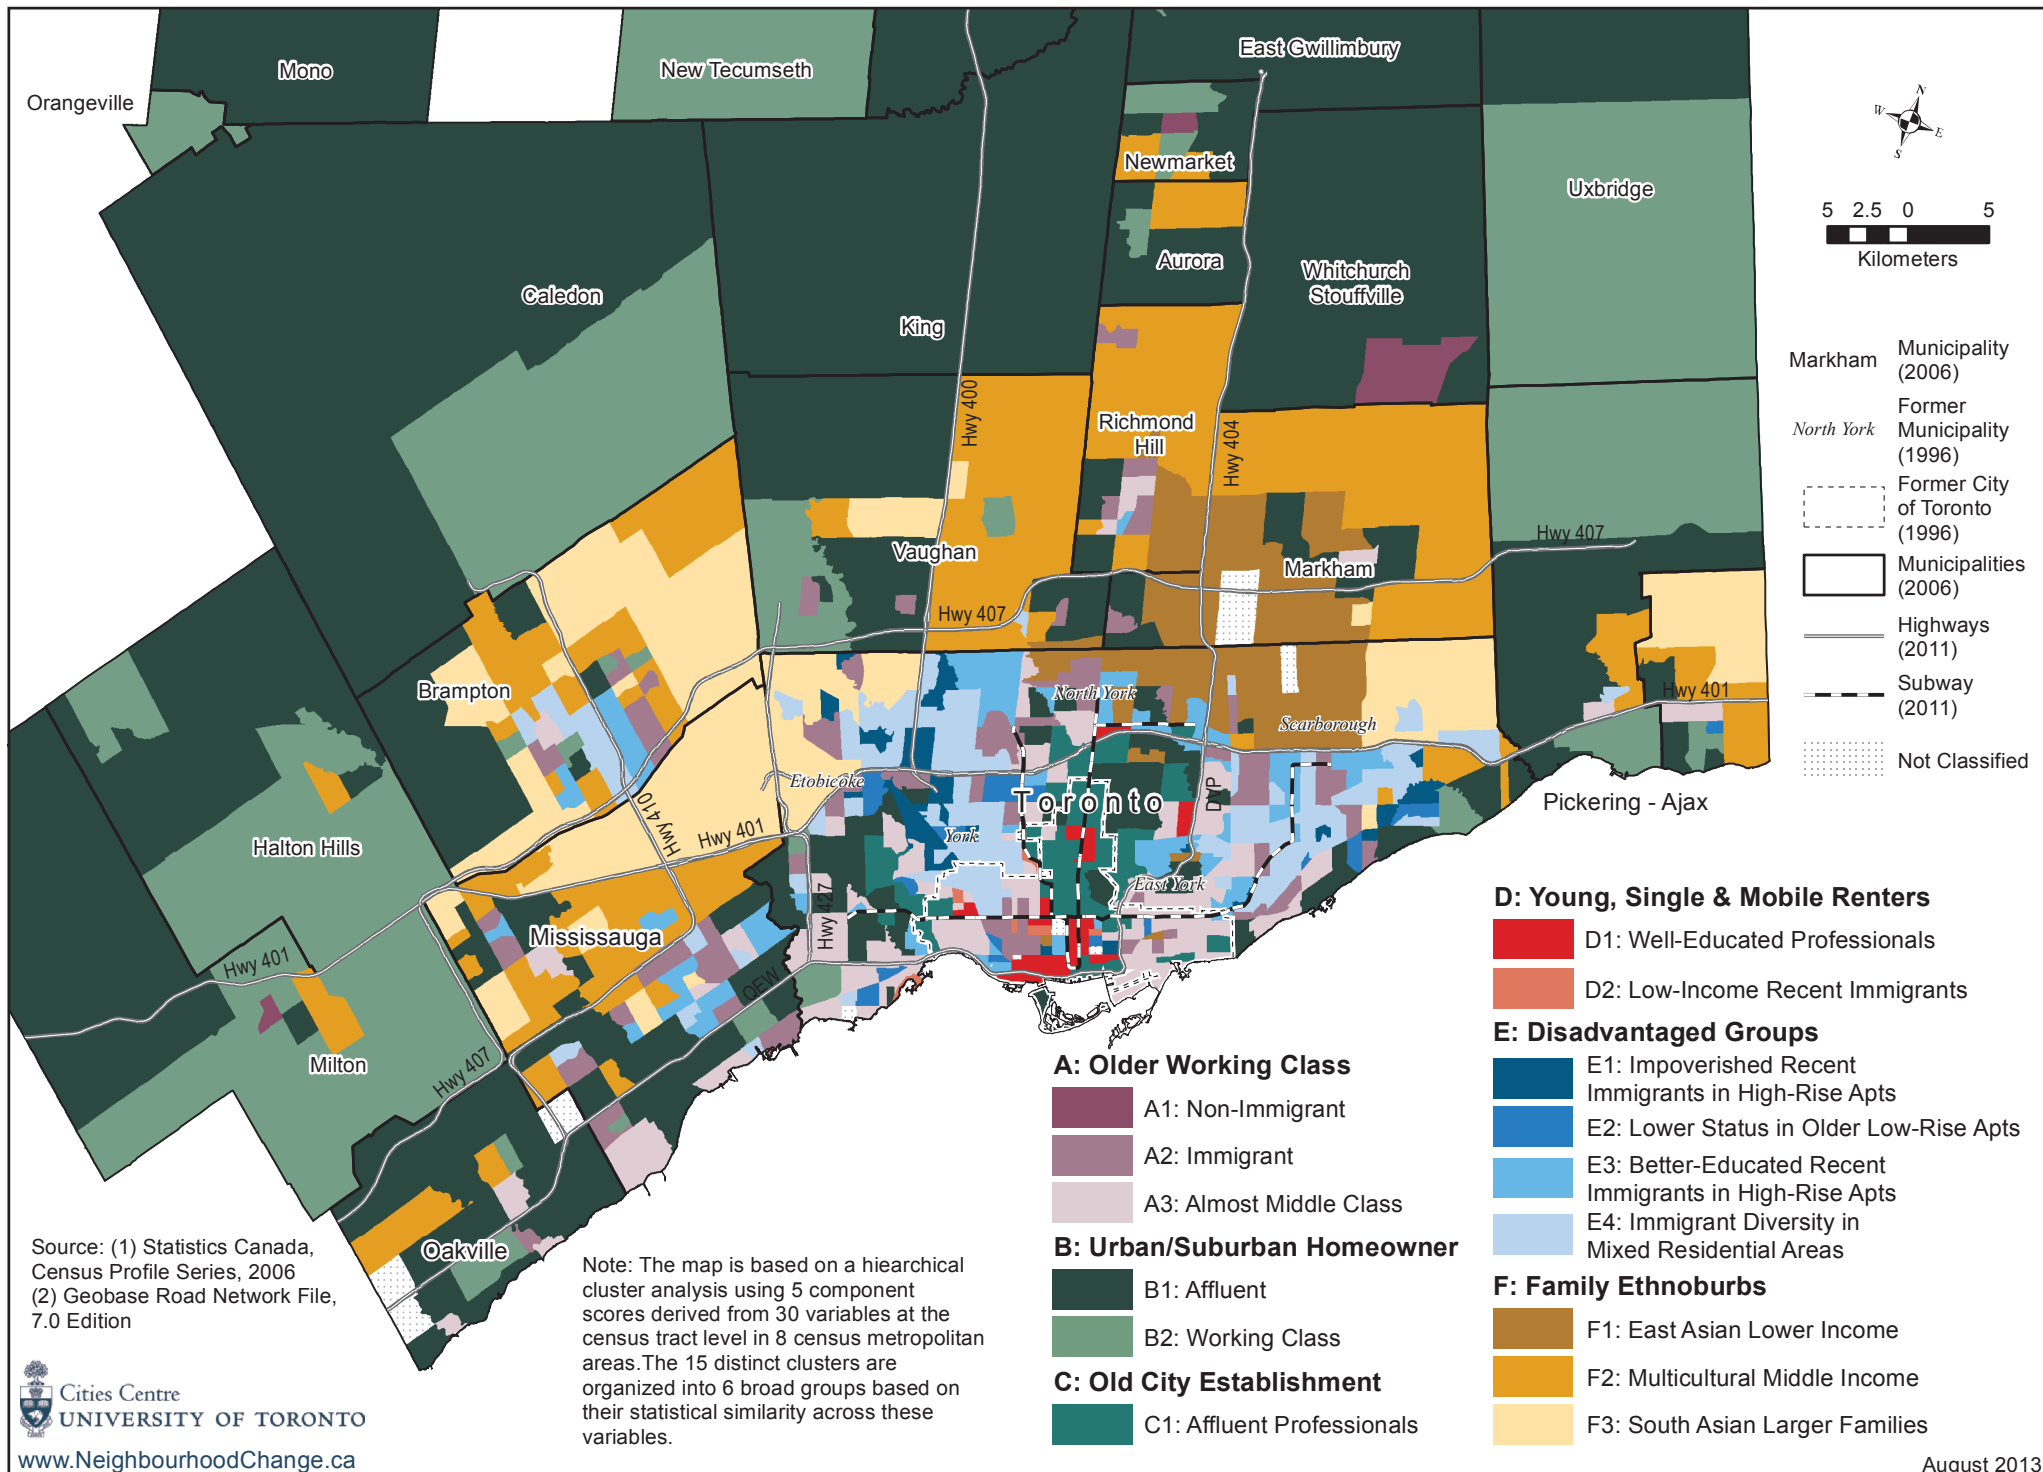 Mono
New Tecumseth
East Gwillimbury
Orangeville
Newmarket
Uxbridge
Aurora
Whitchurch
Stouffville
Caledon
King
Hwy 400
Richmond
Hill
Hwy 404
Vaughan
Markham
Hwy 407
Hwy 407
Brampton
North York
Scarborough
Hwy 401
Etobicoke
Toronto
DVP
Pickering - Ajax
Hwy 410
Hwy 401
York
East York
Halton Hills
Hwy 427
Mississauga
Hwy 401
QEW
Milton
Hwy 407
Oakville
N
W
E
S
5 2.5 0 5
Kilometers
Markham
Municipality
(2006)
North York
Former
Municipality
(1996)
Former City
of Toronto
(1996)
Municipalities
(2006)
Highways
(2011)
Subway
(2011)
Not Classified
A: Older Working Class
A1: Non-Immigrant
A2: Immigrant
A3: Almost Middle Class
B: Urban/Suburban Homeowner
B1: Affluent
B2: Working Class
C: Old City Establishment
C1: Affluent Professionals
D: Young, Single & Mobile Renters
D1: Well-Educated Professionals
D2: Low-Income Recent Immigrants
E: Disadvantaged Groups
E1: Impoverished Recent
Immigrants in High-Rise Apts
E2: Lower Status in Older Low-Rise Apts
E3: Better-Educated Recent
Immigrants in High-Rise Apts
E4: Immigrant Diversity in
Mixed Residential Areas
F: Family Ethnoburbs
F1: East Asian Lower Income
F2: Multicultural Middle Income
F3: South Asian Larger Families
Source: (1) Statistics Canada,
Census Profile Series, 2006
(2) Geobase Road Network File,
7.0 Edition
Note: The map is based on a hiearchical
cluster analysis using 5 component
scores derived from 30 variables at the
census tract level in 8 census metropolitan
areas.The 15 distinct clusters are
organized into 6 broad groups based on
their statistical similarity across these
variables.
Cities Centre
UNIVERSITY OF TORONTO
www.NeighbourhoodChange.ca
August 2013